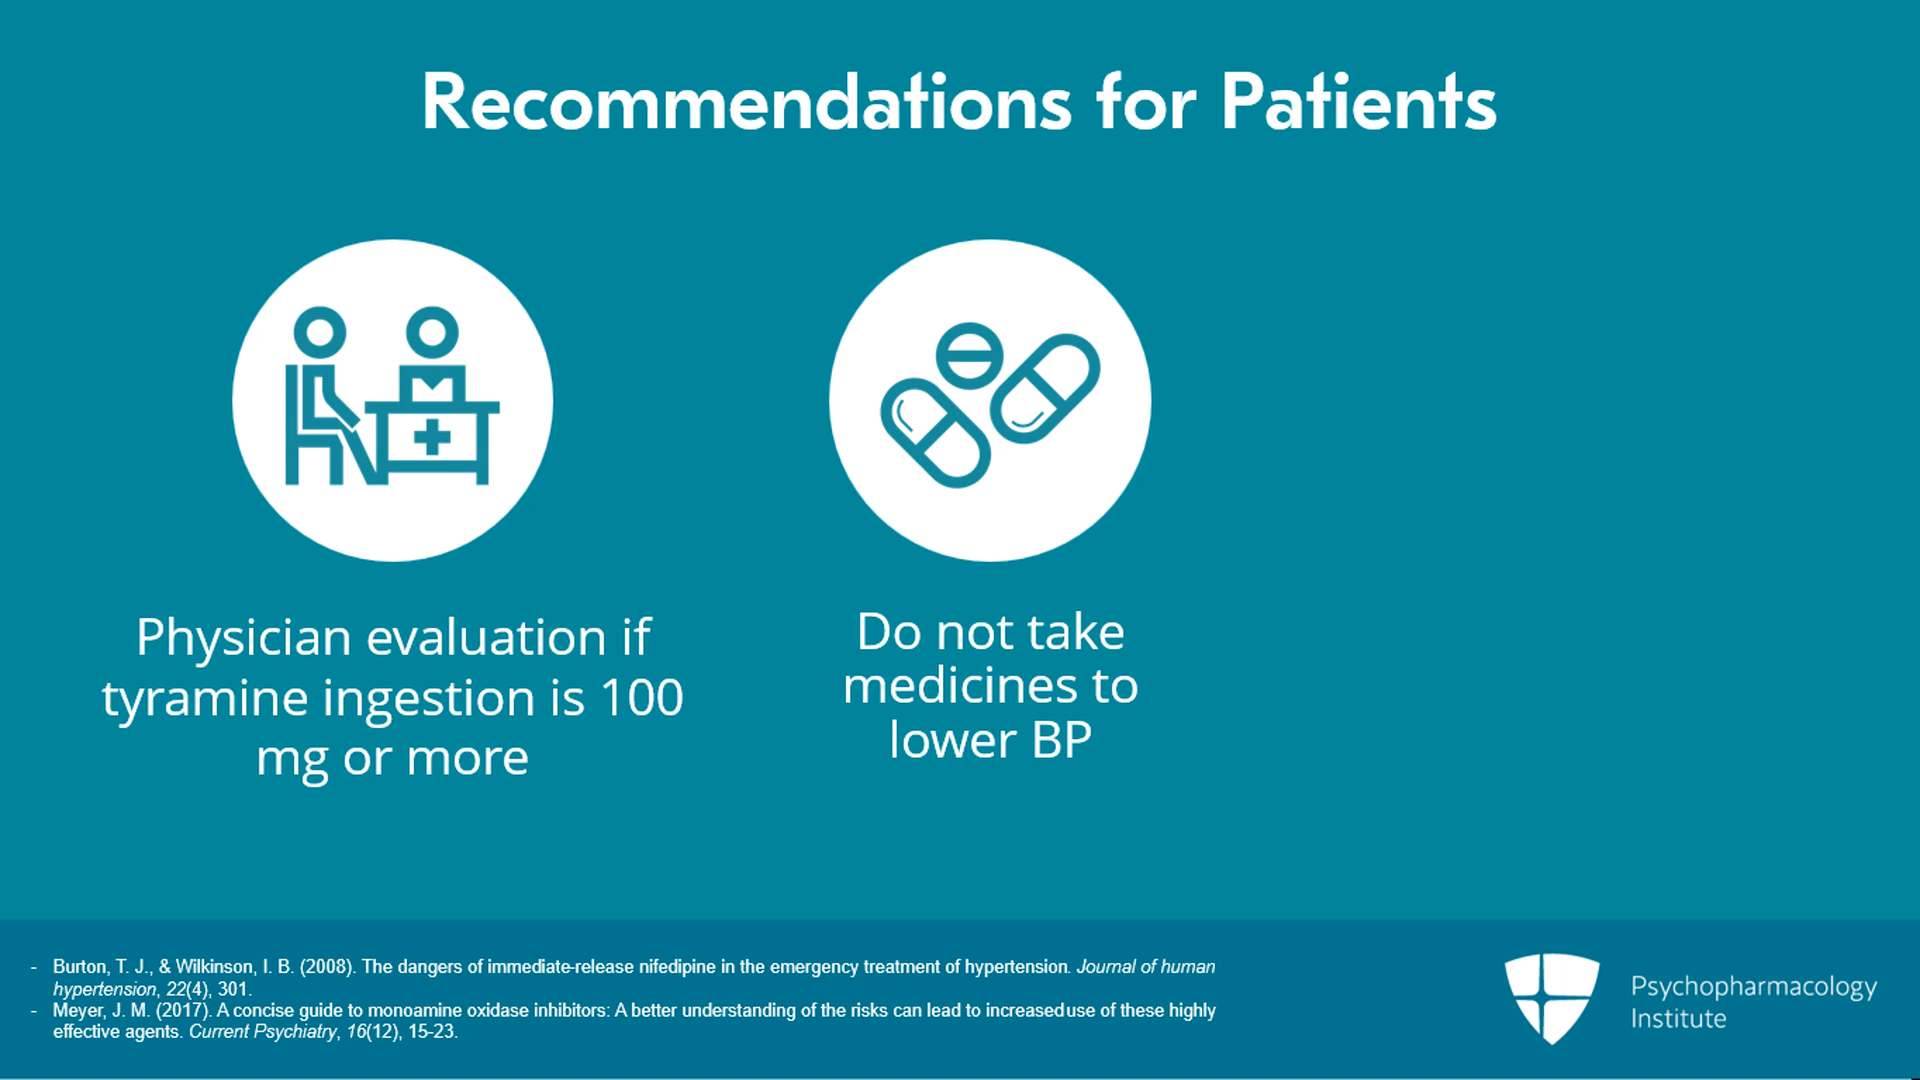 Recommendations for Patients
Physician evaluation if
tyramine ingestion is 100
mg or more
Do not take
medicines to
lower BP
- Burton, T. J., & Wilkinson, I. B. (2008). The dangers of immediate-release nifedipine in the emergency treatment of hypertension. Journal of human
hypertension, 22(4), 301.
- Meyer, J. M. (2017). A concise guide to monoamine oxidase inhibitors: A better understanding of the risks can lead to increased use of these highly
effective agents. Current Psychiatry, 16(12), 15-23.
Psychopharmacology
Institute